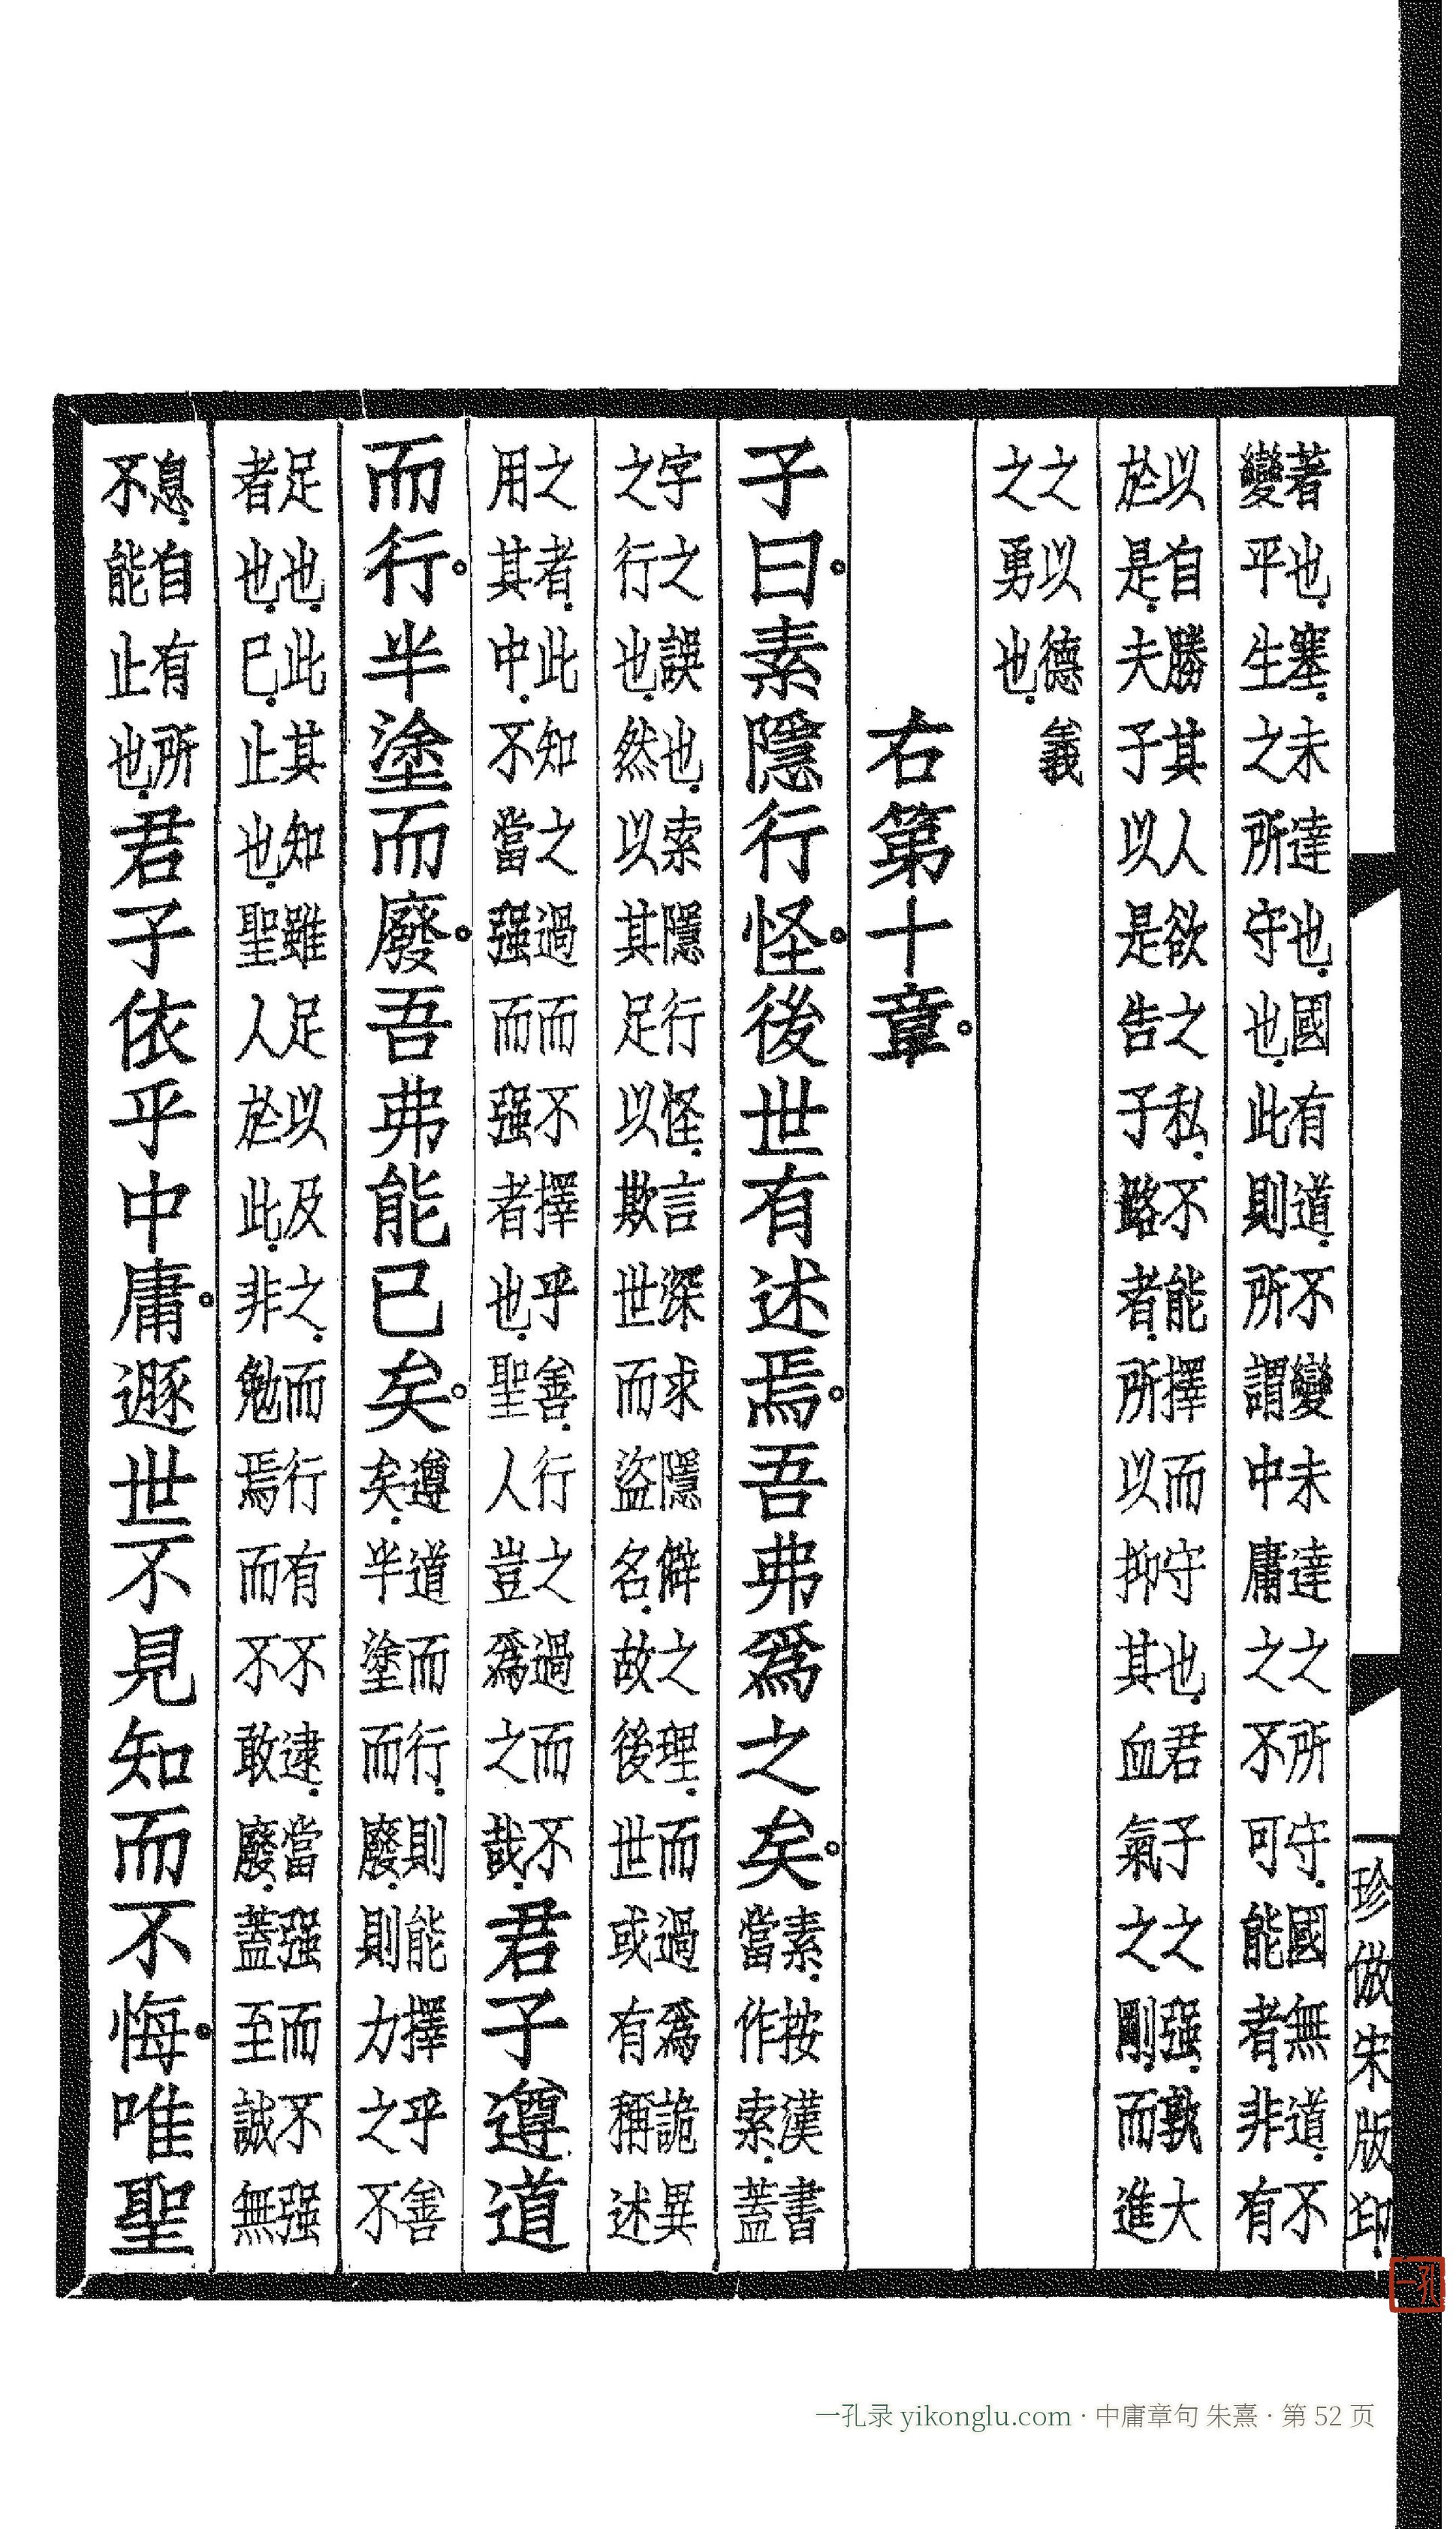 珍倣宋版印
著也塞未達也國有道不變未達之所守國無道不
變平生之所守也此則所謂中庸之不可能者非有
以自勝其人欲之私不能擇而守也君子之强孰大
於是夫子以是告子路者所以抑其血氣之剛而進
之以德義
之勇也
右第十章
子曰素隱行怪後世有述焉吾弗爲之矣
素按漢書
當作索蓋
字之誤也索隱行怪言深求隱僻之理而過爲詭異
之行也然以其足以欺世而盜名故後世或有稱述
之者此知之過而不擇乎善行之過而不
用其中不當强而强者也聖人豈爲之哉
君子遵道
而行半塗而廢吾弗能已矣
遵道而行則能擇乎善
矣半塗而廢則力之不
足也此其知雖足以及之而行有不逮當强而不强
者也已止也聖人於此非勉焉而不敢廢蓋至誠無
息自有所
不能止也
君子依乎中庸遯世不見知而不悔唯聖
一孔
一孔录 yikonglu.com · 中庸章句 朱熹 · 第 52 页